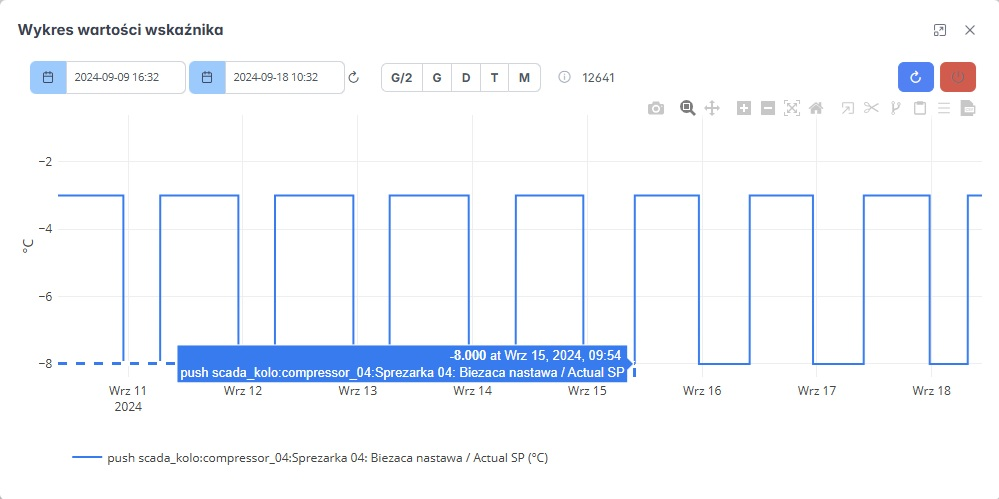 Wykres wartości wskaźnika
2024-09-09 16:32
2024-09-18 10:32
G/2 G D T M
12641
−2
−4
−6
−8
°C
-8.000 at Wrz 15, 2024, 09:54
push scada_kolo:compressor_04:Sprezarka 04: Biezaca nastawa / Actual SP
Wrz 11 Wrz 12 Wrz 13 Wrz 14 Wrz 15 Wrz 16 Wrz 17 Wrz 18
2024
push scada_kolo:compressor_04:Sprezarka 04: Biezaca nastawa / Actual SP (°C)